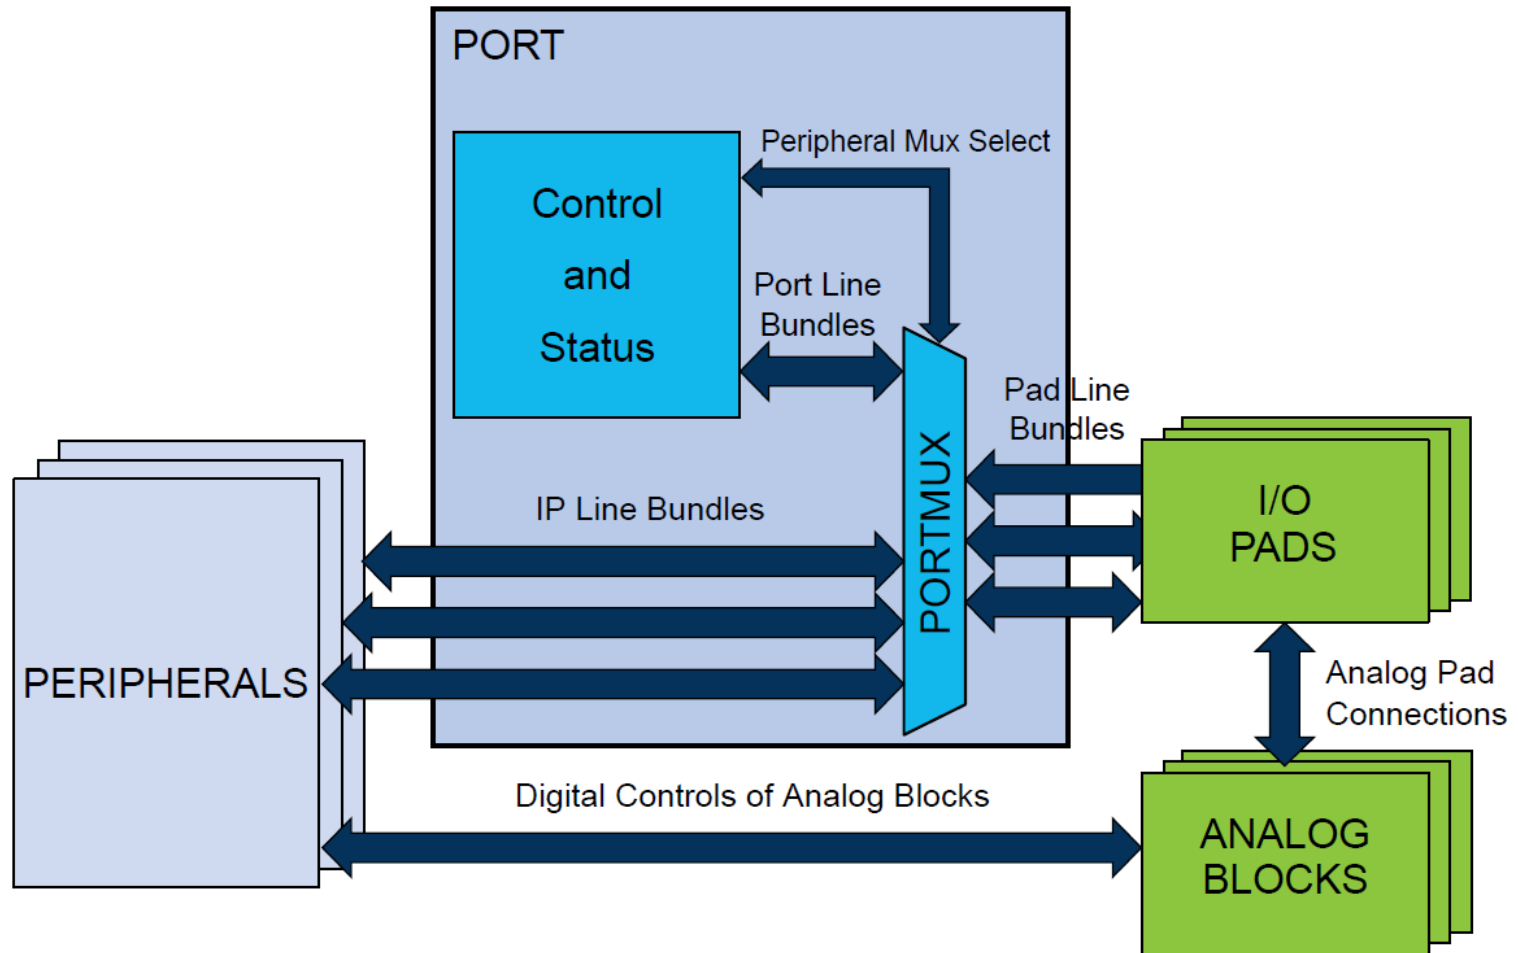 PORT
Peripheral Mux Select
Control
and
Status
Port Line
Bundles
Pad Line
Bundles
PORTMUX
I/O
PADS
IP Line Bundles
PERIPHERALS
Analog Pad
Connections
Digital Controls of Analog Blocks
ANALOG
BLOCKS